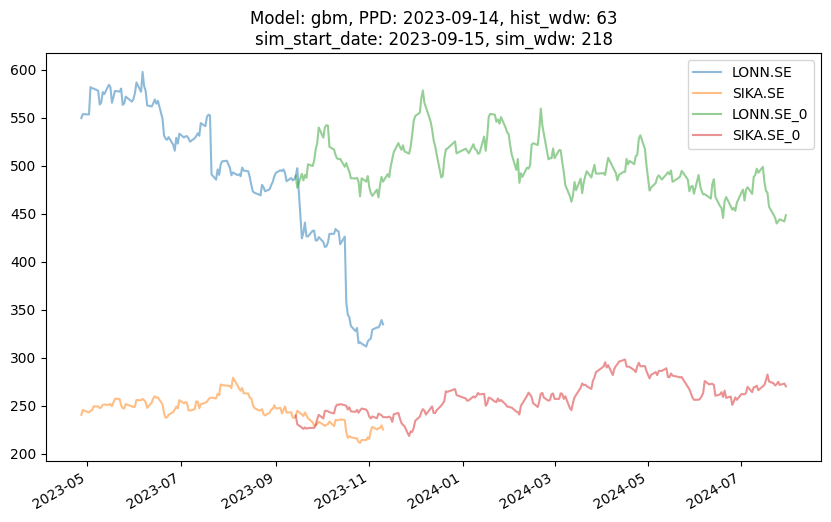 Model: gbm, PPD: 2023-09-14, hist_wdw: 63
sim_start_date: 2023-09-15, sim_wdw: 218
LONN.SE
SIKA.SE
LONN.SE_0
SIKA.SE_0
600
550
500
450
400
350
300
250
200
2023-05
2023-07
2023-09
2023-11
2024-01
2024-03
2024-05
2024-07